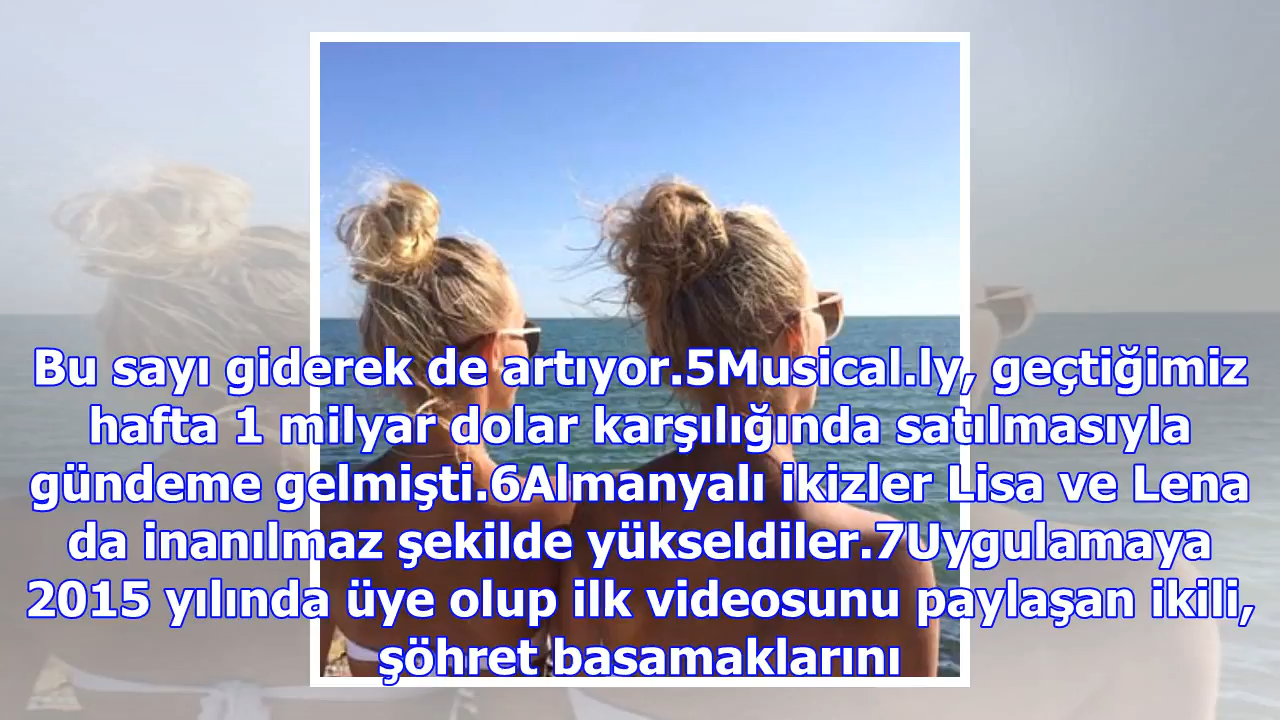 Bu sayı giderek de artıyor.5Musical.ly, geçtiğimiz
hafta 1 milyar dolar karşılığında satılmasıyla
gündeme gelmişti.6Almanyalı ikizler Lisa ve Lena
da inanılmaz şekilde yükseldiler.7Uygulamaya
2015 yılında üye olup ilk videosunu paylaşan ikili,
şöhret basamaklarını